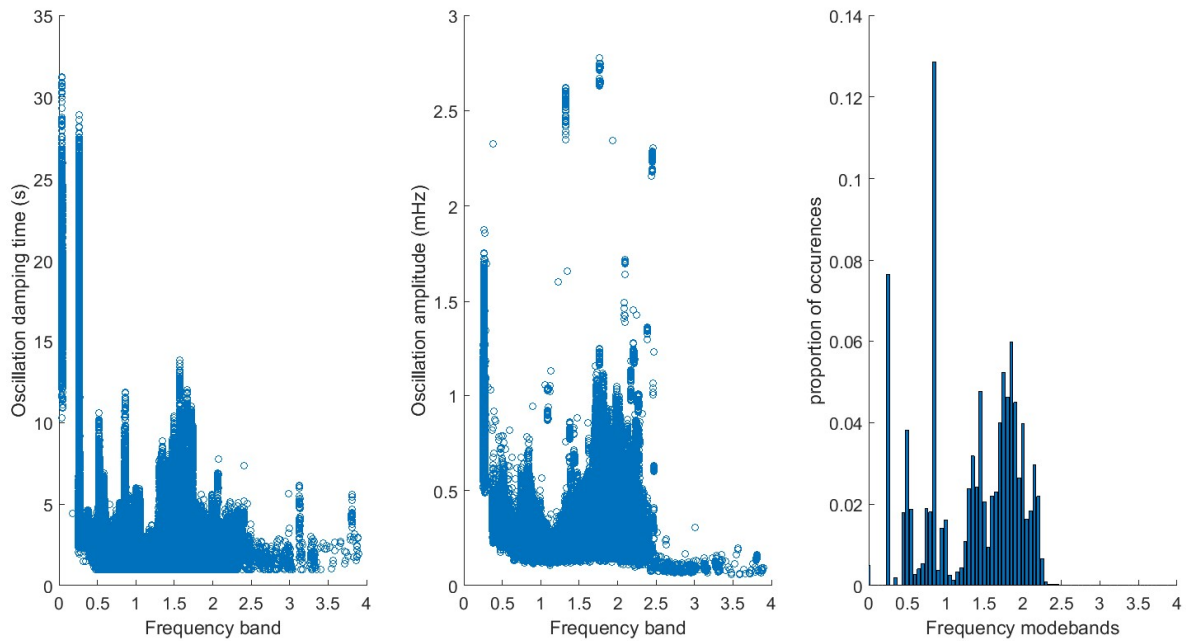 35
30
25
20
15
10
5
0
0 0.5 1 1.5 2 2.5 3 3.5 4
Oscillation damping time (s)
Frequency band
3
2.5
2
1.5
1
0.5
0
0 0.5 1 1.5 2 2.5 3 3.5 4
Oscillation amplitude (mHz)
Frequency band
0.14
0.12
0.1
0.08
0.06
0.04
0.02
0
0 0.5 1 1.5 2 2.5 3 3.5 4
proportion of occurences
Frequency modebands